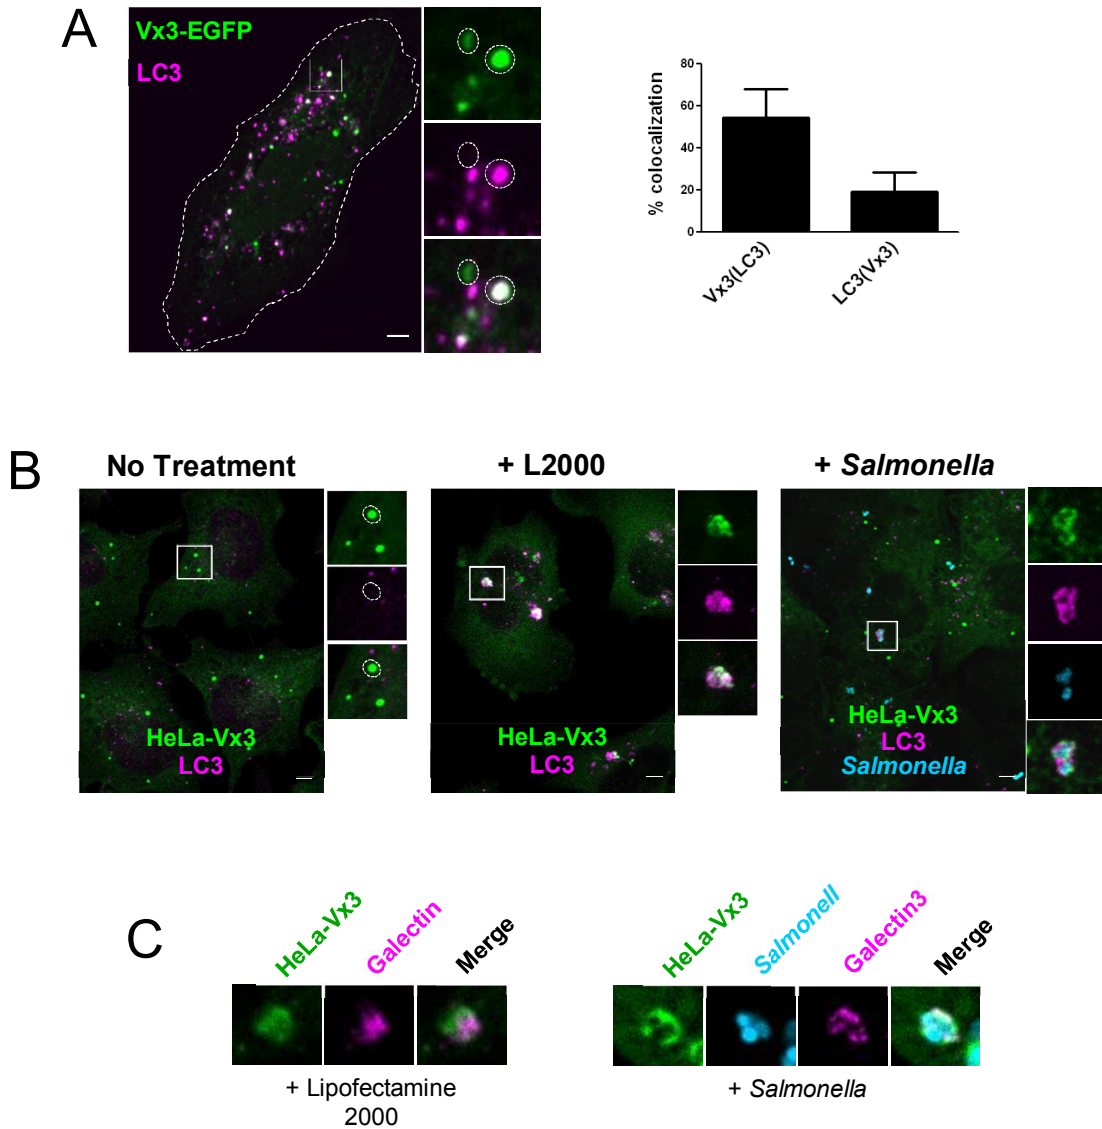 A
Vx3-EGFP
LC3
% colocalization
80
60
40
20
0
Vx3(LC3)
LC3(Vx3)
B
No Treatment
+ L2000
+ Salmonella
HeLa-Vx3
LC3
HeLa-Vx3
LC3
HeLa-Vx3
LC3
Salmonella
C
HeLa-Vx3
Galectin
Merge
HeLa-Vx3
Salmonell
Galectin3
Merge
+ Lipofectamine
2000
+ Salmonella